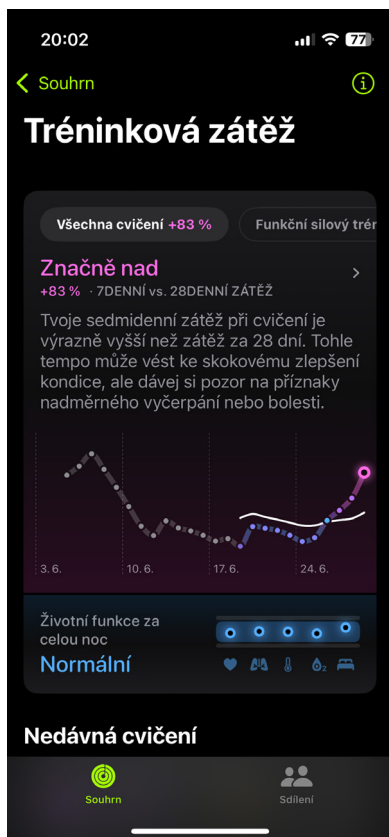 20:02
77
Souhrn
Tréninková zátěž
Všechna cvičení +83 %
Funkční silový trén
Značně nad
+83 % · 7DENNÍ vs. 28DENNÍ ZÁTĚŽ
Tvoje sedmidenní zátěž při cvičení je
výrazně vyšší než zátěž za 28 dní. Tohle
tempo může vést ke skokovému zlepšení
kondice, ale dávej si pozor na příznaky
nadměrného vyčerpání nebo bolesti.
3. 6.
10. 6.
17. 6.
24. 6.
Životní funkce za
celou noc
Normální
O₂
Nedávná cvičení
Souhrn
Sdílení